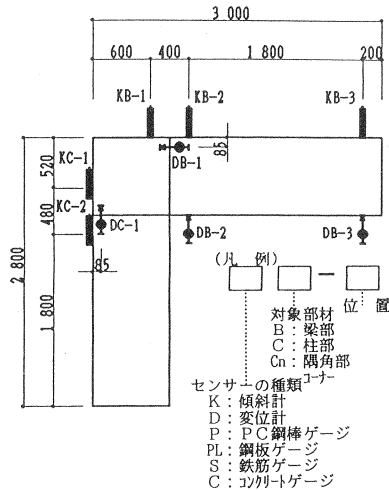 3 000
600 400 1 800 200
KB-1 KB-2 KB-3
KC-1
520
DB-1
85
KC-2
480
DC-1 DB-2 DB-3
85
2 800
1 800
(凡 例)
－
位 置
対象部材
B：梁部
C：柱部
Cn：隅角部
コーナー
センサーの種類
K：傾斜計
D：変位計
P：PC鋼棒ゲージ
PL：鋼板ゲージ
S：鉄筋ゲージ
C：コンクリートゲージ